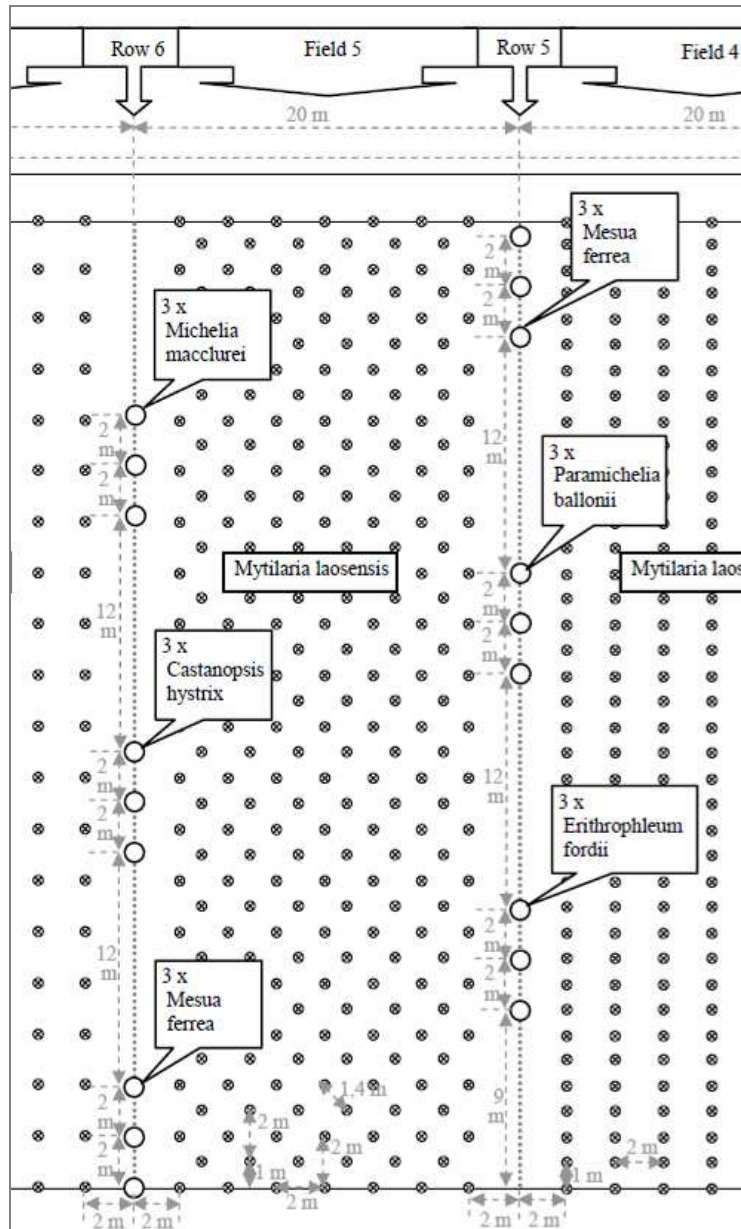 Row 6
Field 5
Row 5
Field 4
20 m
20 m
3 x
Mesua
ferrea
2
m
2
m
3 x
Michelia
macclurei
2
m
2
m
12
m
3 x
Paramichelia
ballonii
Mytilaria laosensis
Mytilaria laos
12
m
2
m
2
m
3 x
Castanopsis
hystrix
2
m
2
m
12
m
3 x
Erithrophleum
fordii
12
m
2
m
2
m
3 x
Mesua
ferrea
9
m
2
m
2
m
1,4 m
2 m
2 m
1 m
2 m
2 m
1 m
2 m
2 m
2 m
2 m